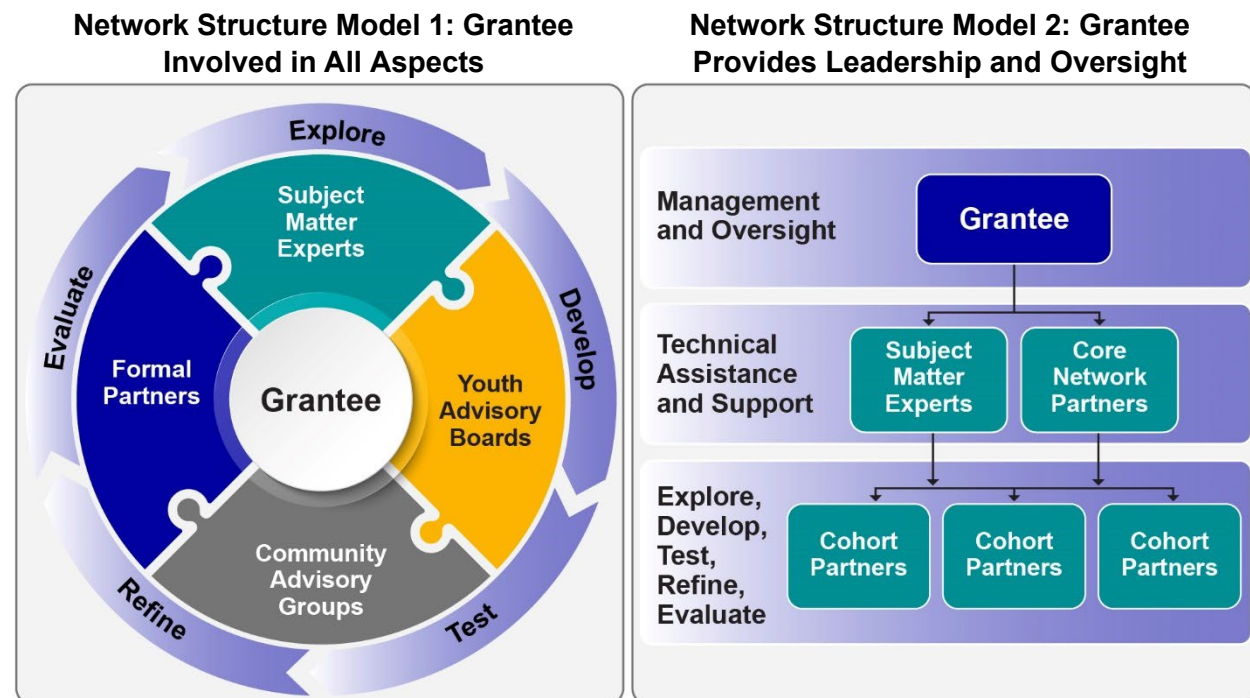 Network Structure Model 1: Grantee
Involved in All Aspects
Explore
Subject
Matter
Experts
Develop
Youth
Advisory
Boards
Test
Community
Advisory
Groups
Refine
Formal
Partners
Evaluate
Grantee
Network Structure Model 2: Grantee
Provides Leadership and Oversight
Management
and Oversight
Grantee
Technical
Assistance
and Support
Subject
Matter
Experts
Core
Network
Partners
Explore,
Develop,
Test,
Refine,
Evaluate
Cohort
Partners
Cohort
Partners
Cohort
Partners